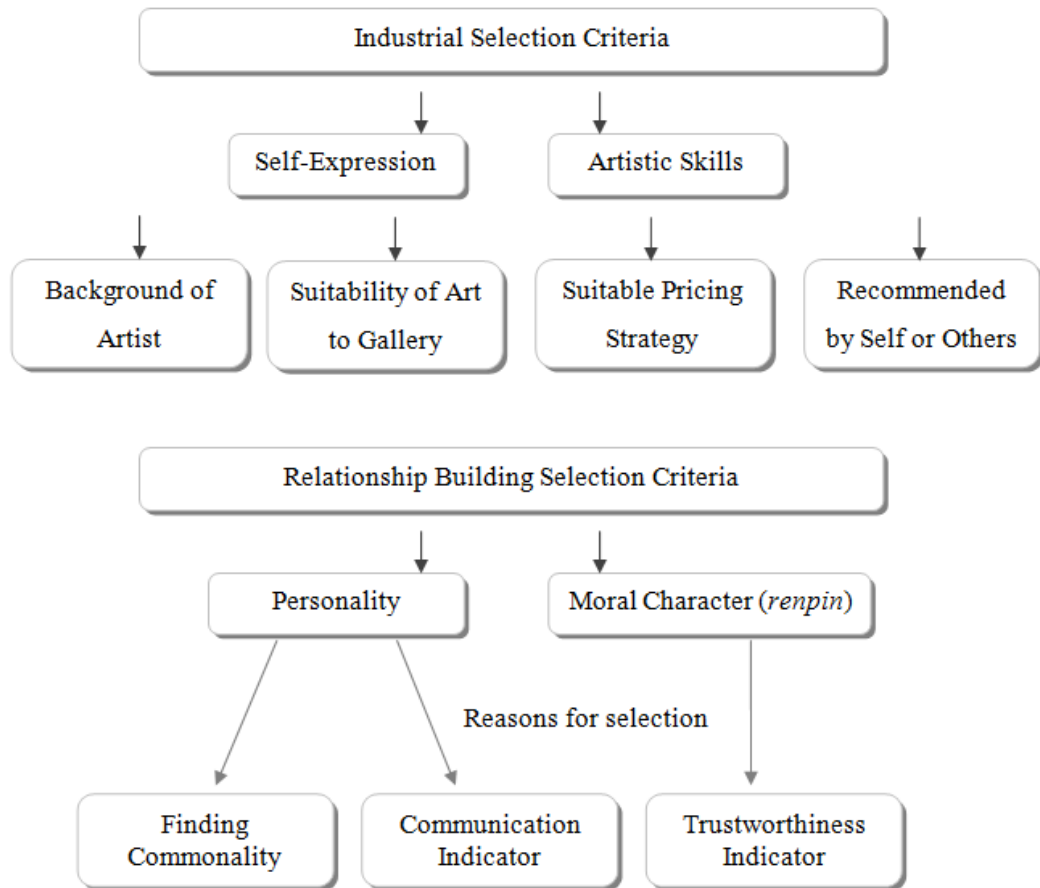 Industrial Selection Criteria
Self-Expression
Artistic Skills
Background of
Artist
Suitability of Art
to Gallery
Suitable Pricing
Strategy
Recommended
by Self or Others
Relationship Building Selection Criteria
Personality
Moral Character (renpin)
Reasons for selection
Finding
Commonality
Communication
Indicator
Trustworthiness
Indicator